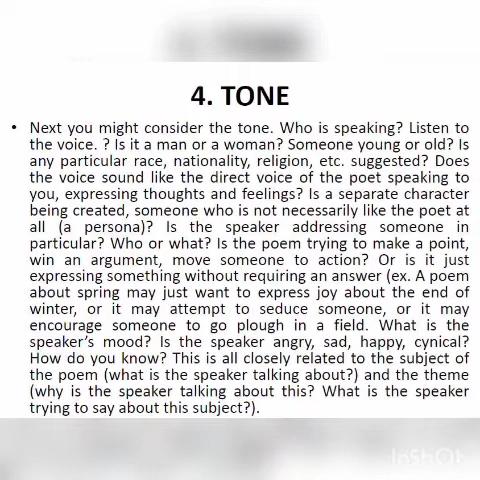 4. TONE
• Next you might consider the tone. Who is speaking? Listen to
the voice. ? Is it a man or a woman? Someone young or old? Is
any particular race, nationality, religion, etc. suggested? Does
the voice sound like the direct voice of the poet speaking to
you, expressing thoughts and feelings? Is a separate character
being created, someone who is not necessarily like the poet at
all (a persona)? Is the speaker addressing someone in
particular? Who or what? Is the poem trying to make a point,
win an argument, move someone to action? Or is it just
expressing something without requiring an answer (ex. A poem
about spring may just want to express joy about the end of
winter, or it may attempt to seduce someone, or it may
encourage someone to go plough in a field. What is the
speaker's mood? Is the speaker angry, sad, happy, cynical?
How do you know? This is all closely related to the subject of
the poem (what is the speaker talking about?) and the theme
(why is the speaker talking about this? What is the speaker
trying to say about this subject?).
InShOt